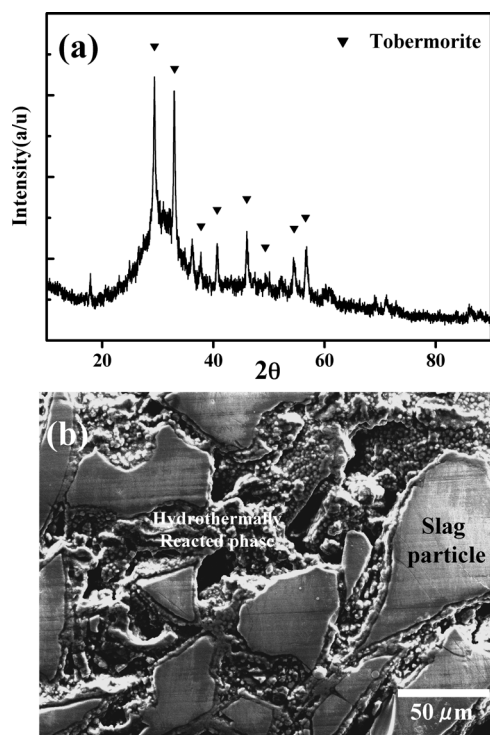 (a)
▼ Tobermorite
Intensity(a/u)
20
40
60
80
2θ
(b)
Hydrothermally
Reacted phase
Slag
particle
50 μm